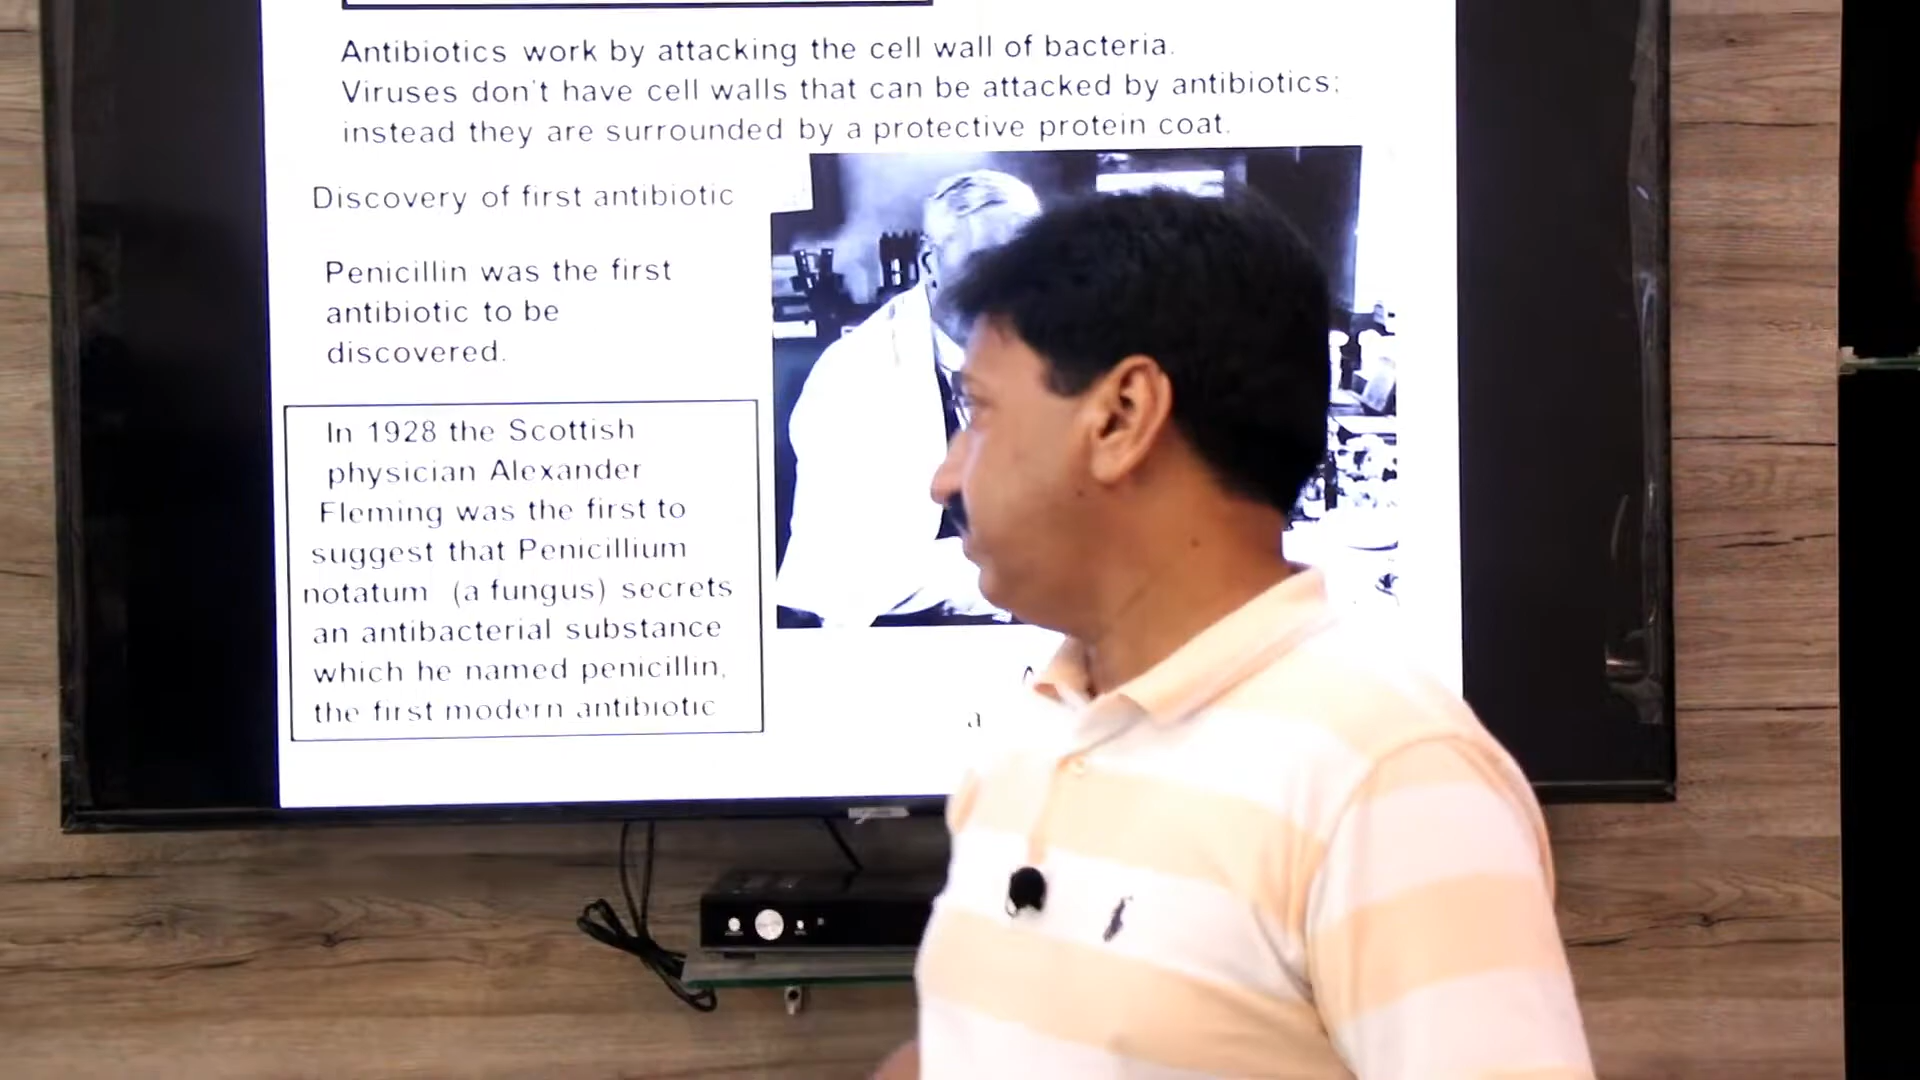 Antibiotics work by attacking the cell wall of bacteria.
Viruses don't have cell walls that can be attacked by antibiotics;
instead they are surrounded by a protective protein coat.
Discovery of first antibiotic
Penicillin was the first
antibiotic to be
discovered.
In 1928 the Scottish
physician Alexander
Fleming was the first to
suggest that Penicillium
notatum (a fungus) secrets
an antibacterial substance
which he named penicillin,
the first modern antibiotic
a